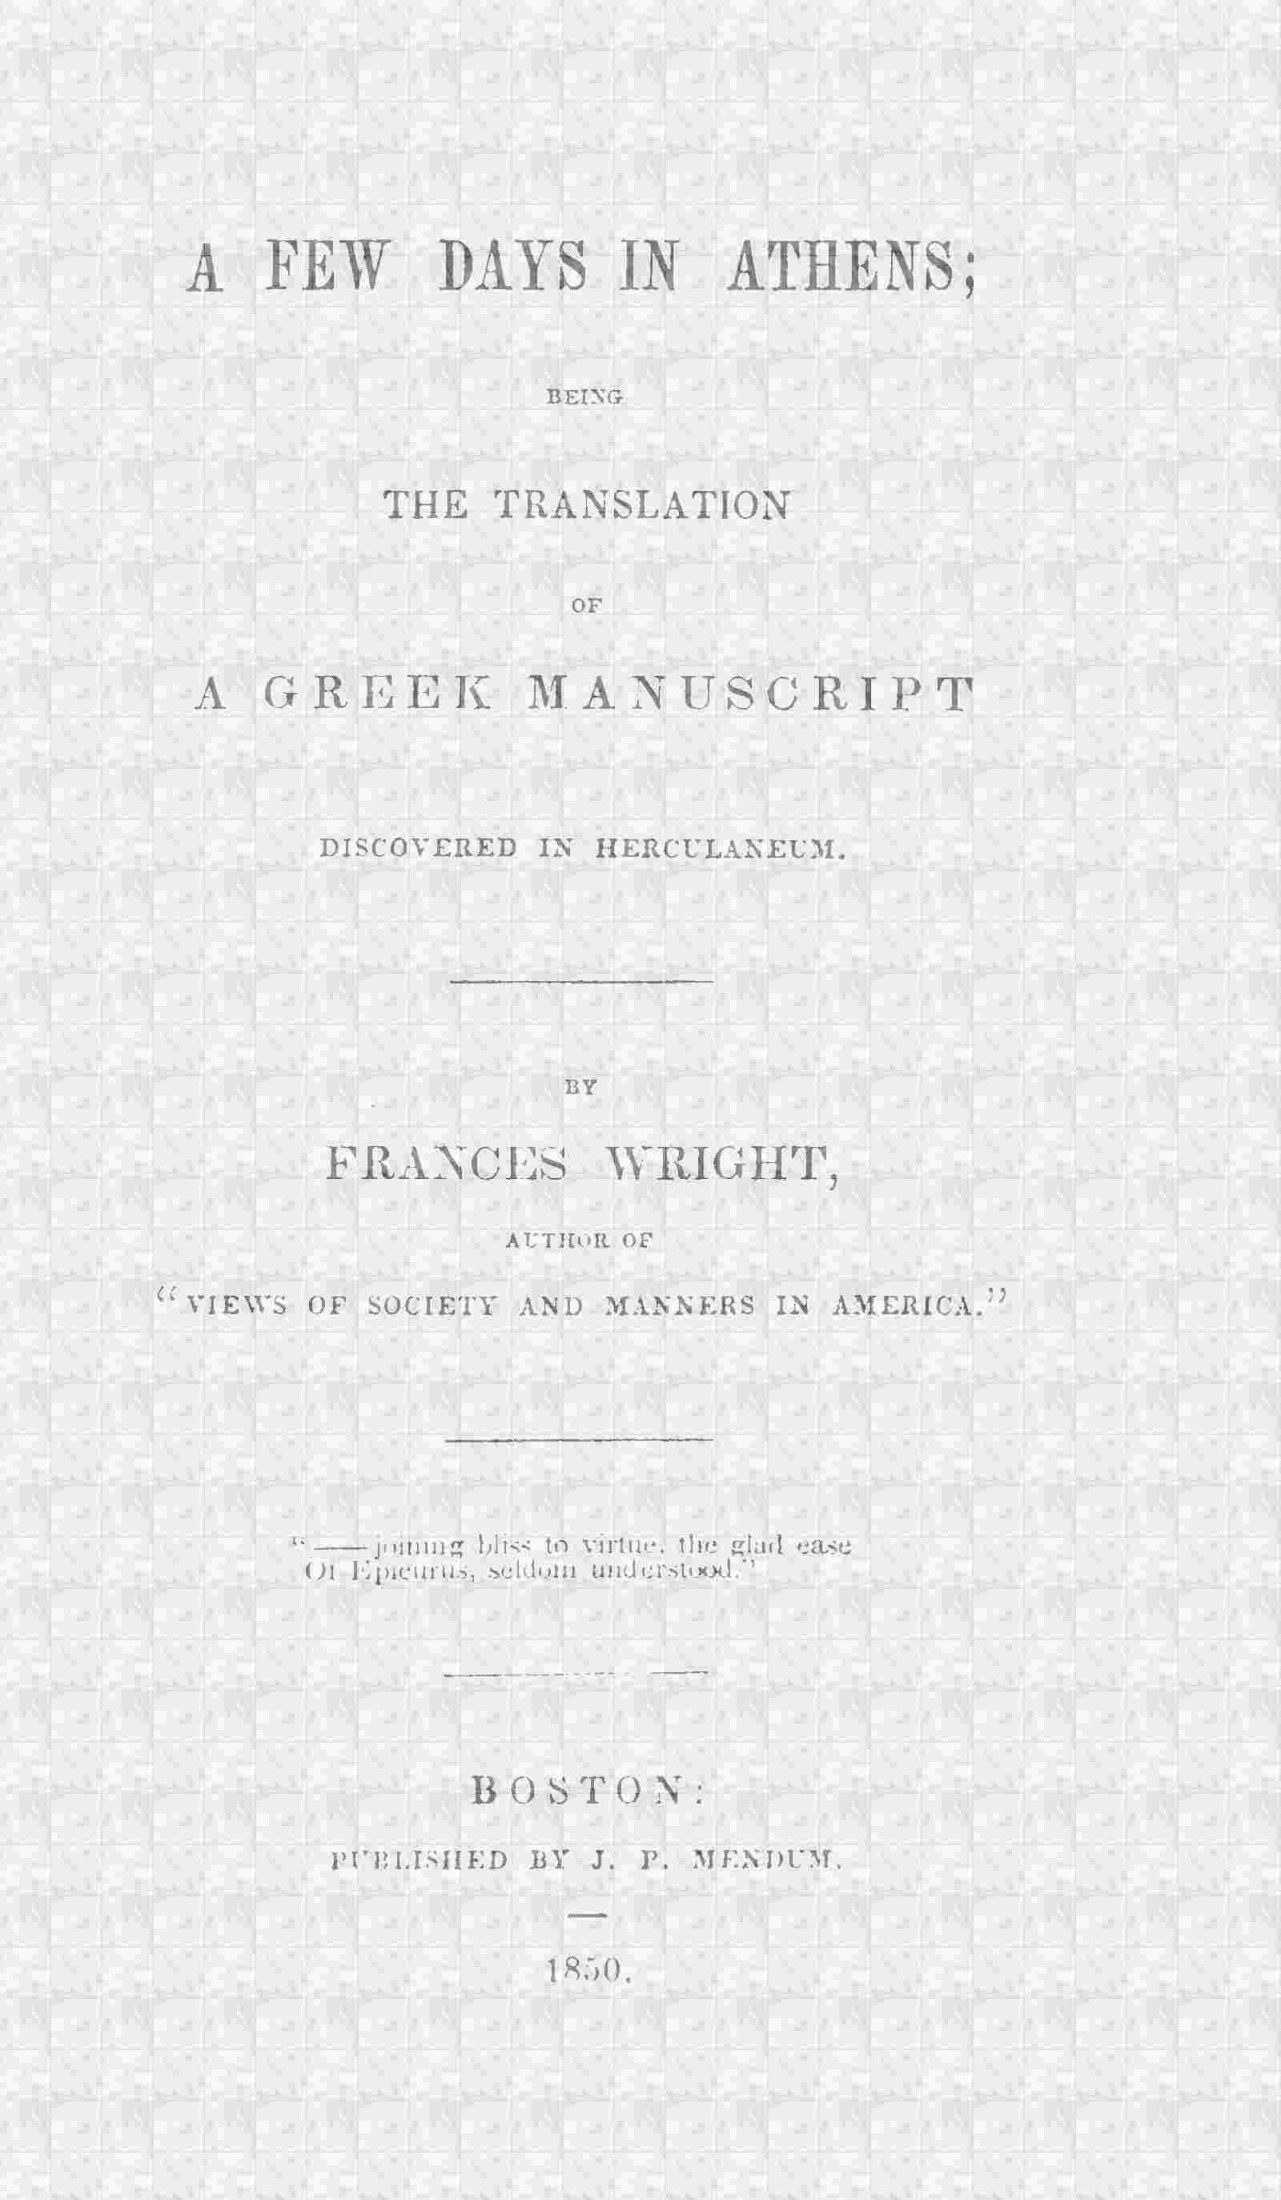 A FEW DAYS IN ATHENS;
BEING
THE TRANSLATION
OF
A GREEK MANUSCRIPT
DISCOVERED IN HERCULANEUM.
BY
FRANCES WRIGHT,
AUTHOR OF
“VIEWS OF SOCIETY AND MANNERS IN AMERICA.”
“——joining bliss to virtue, the glad ease
Of Epicurus, seldom understood.”
BOSTON:
PUBLISHED BY J. P. MENDUM.
1850.